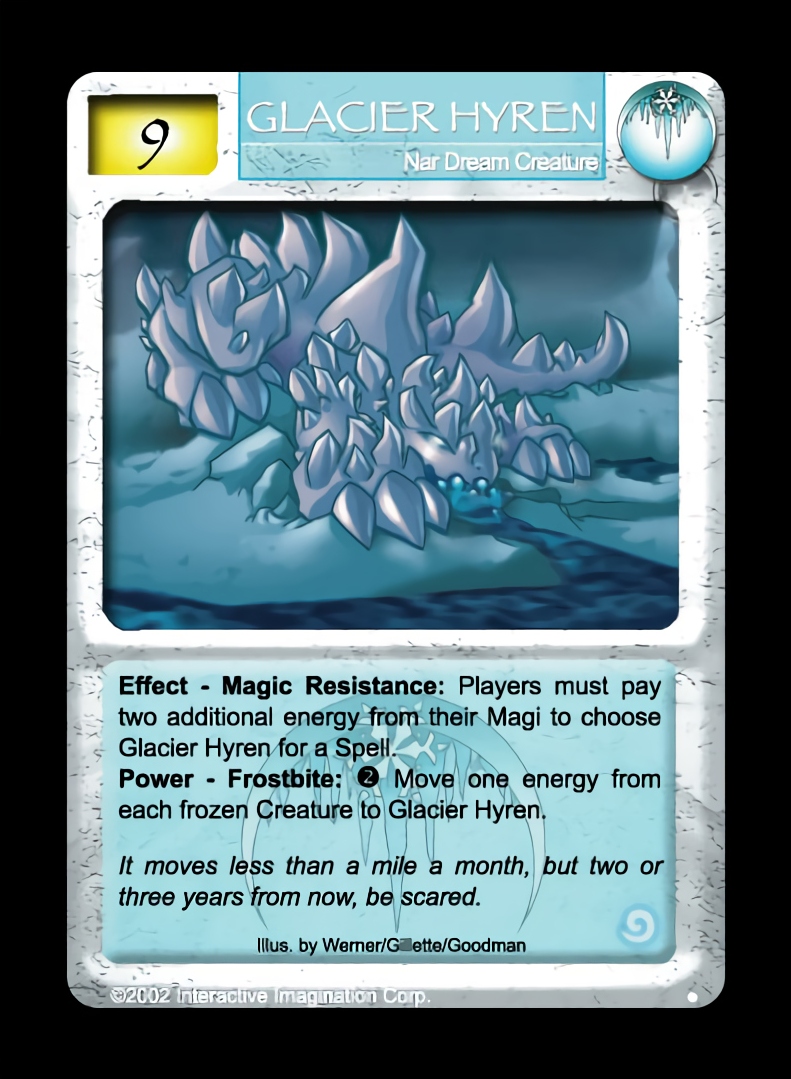 9
GLACIER HYREN
Nar Dream Creature
Effect - Magic Resistance: Players must pay
two additional energy from their Magi to choose
Glacier Hyren for a Spell.
Power - Frostbite: ❷ Move one energy from
each frozen Creature to Glacier Hyren.
It moves less than a mile a month, but two or
three years from now, be scared.
Illus. by
©2002 Interactive Imagination Corp.